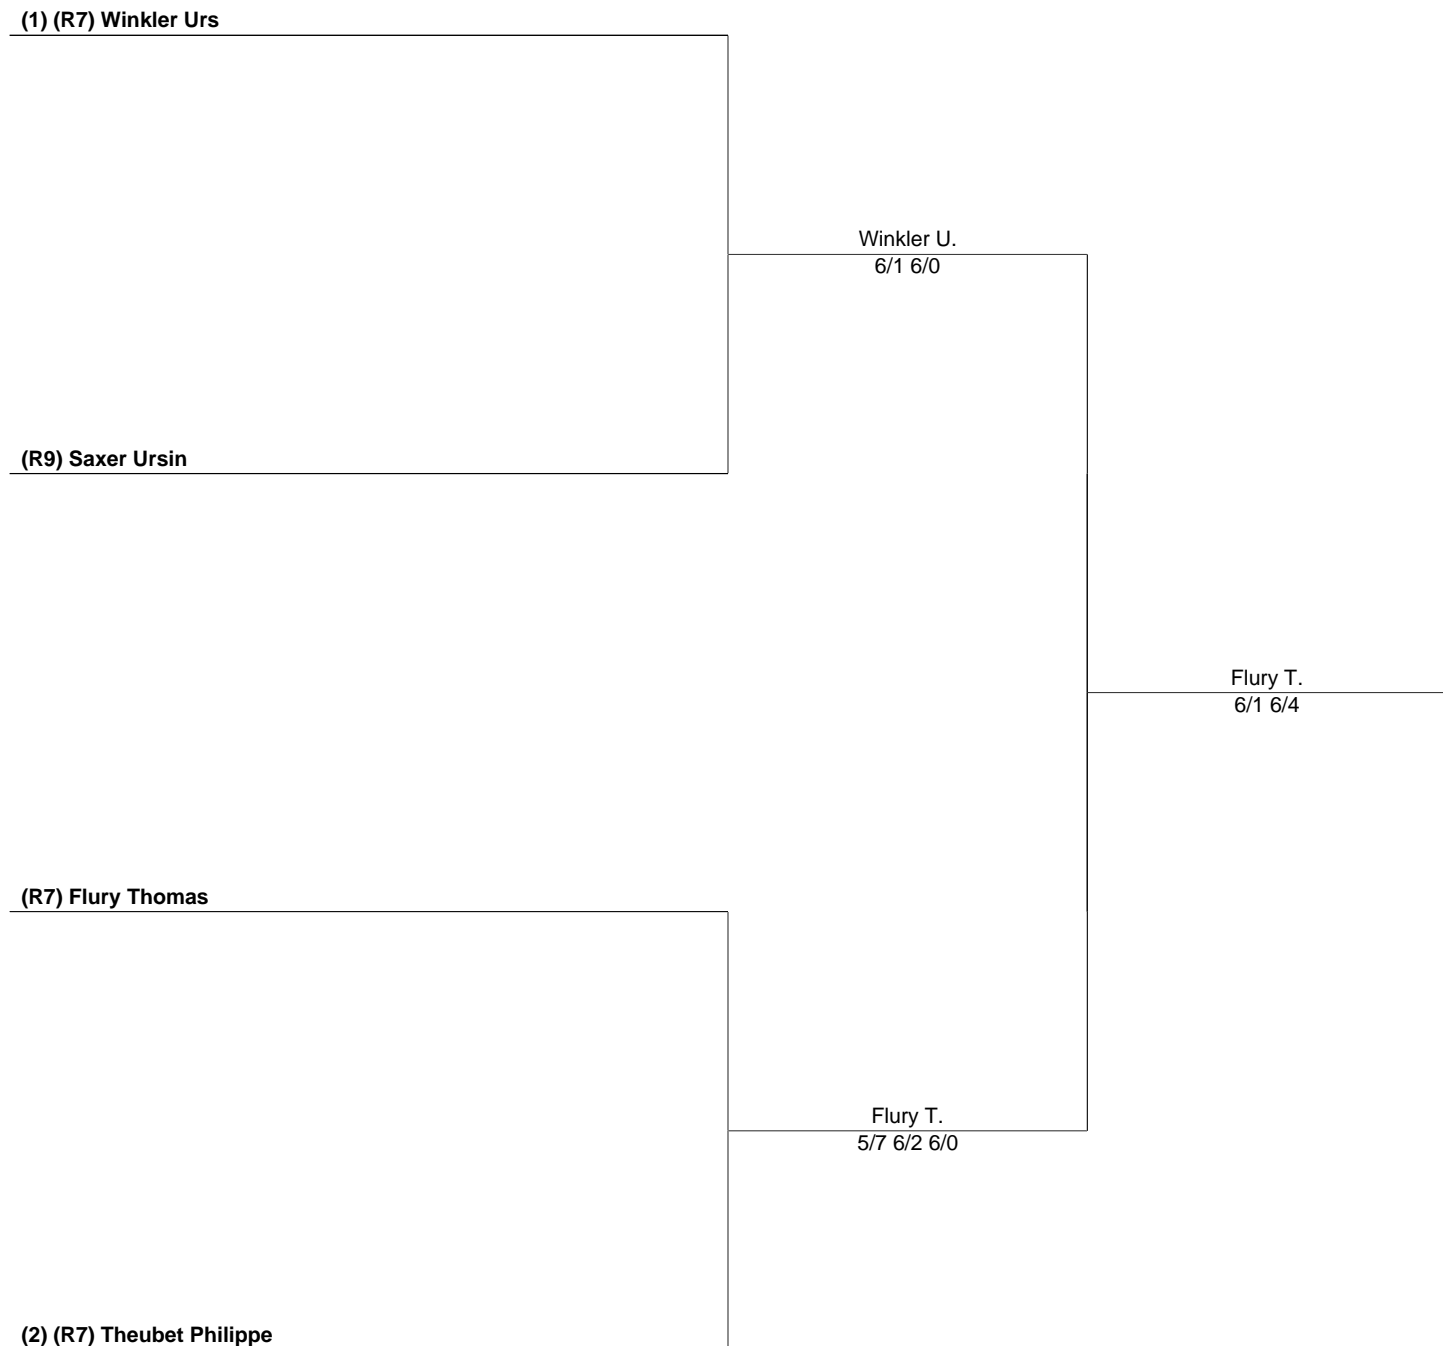 (1) (R7) Winkler Urs
Winkler U.
6/1 6/0
(R9) Saxer Ursin
Flury T.
6/1 6/4
(R7) Flury Thomas
Flury T.
5/7 6/2 6/0
(2) (R7) Theubet Philippe